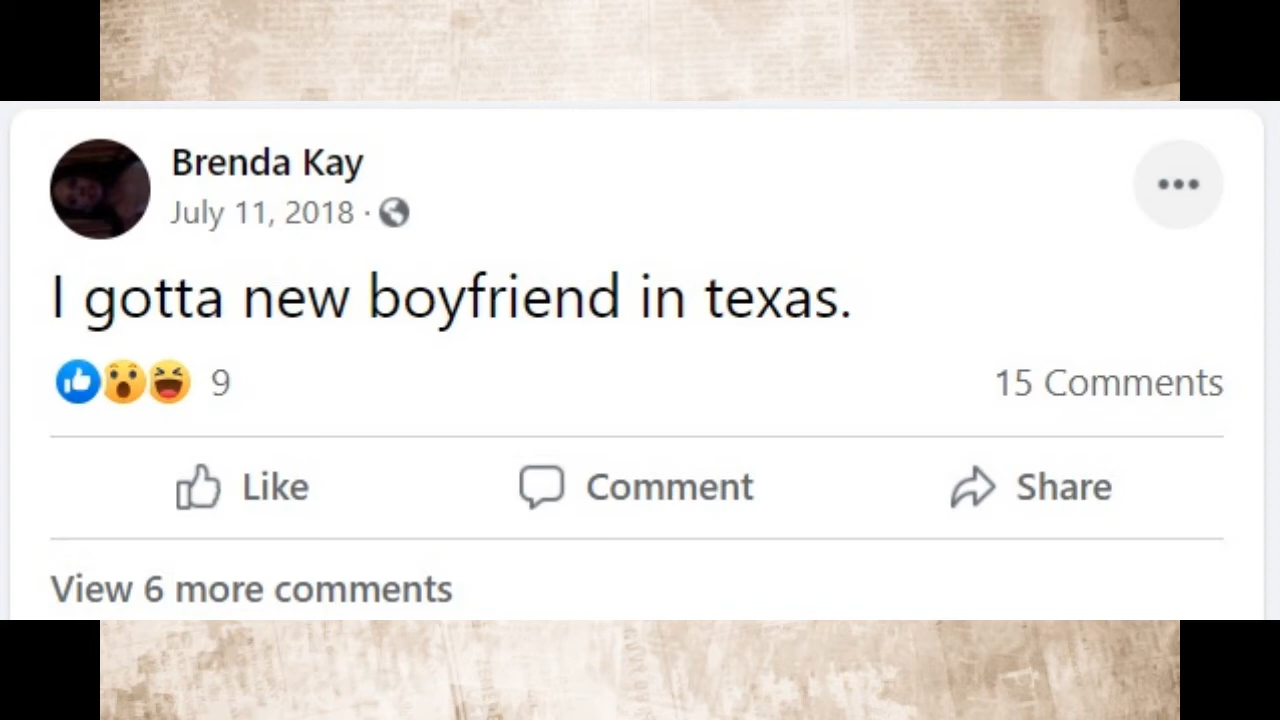 Brenda Kay
July 11, 2018 ·
I gotta new boyfriend in texas.
9
15 Comments
Like
Comment
Share
View 6 more comments